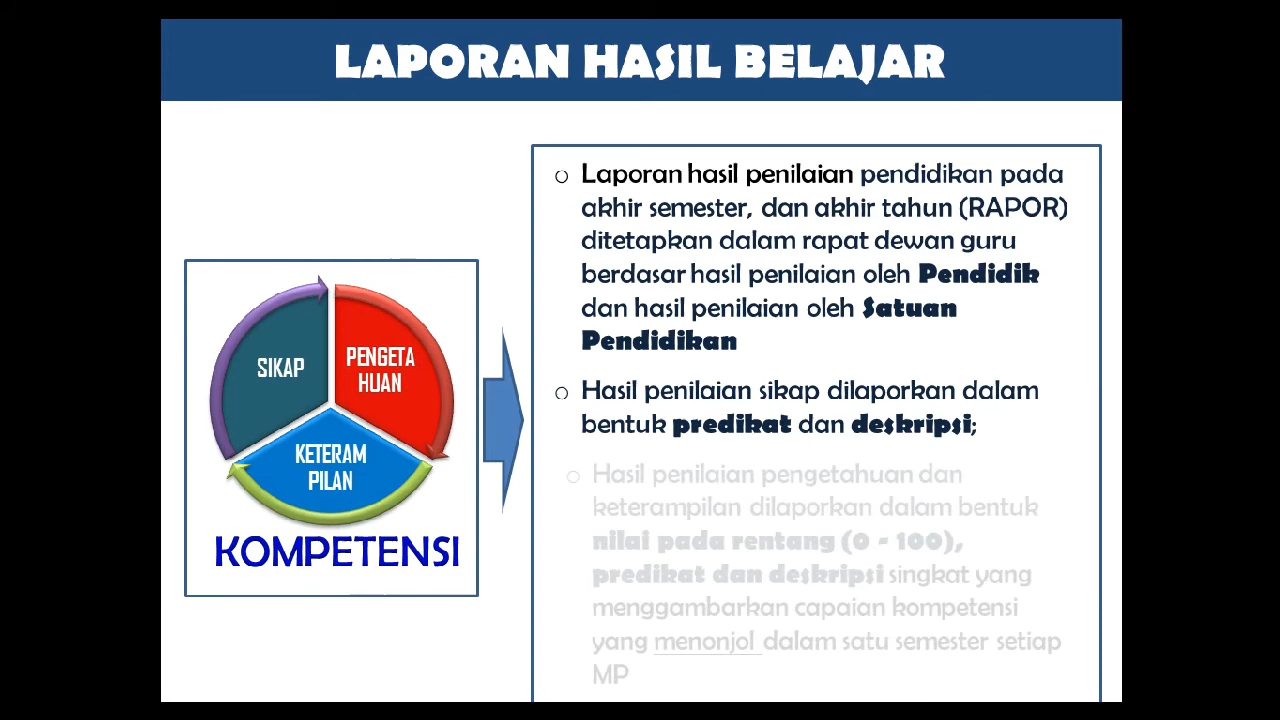 LAPORAN HASIL BELAJAR
SIKAP
PENGETA
HUAN
KETERAM
PILAN
KOMPETENSI
o Laporan hasil penilaian pendidikan pada
akhir semester, dan akhir tahun (RAPOR)
ditetapkan dalam rapat dewan guru
berdasar hasil penilaian oleh Pendidik
dan hasil penilaian oleh Satuan
Pendidikan
o Hasil penilaian sikap dilaporkan dalam
bentuk predikat dan deskripsi;
o Hasil penilaian pengetahuan dan
keterampilan dilaporkan dalam bentuk
nilai pada rentang (0 - 100),
predikat dan deskripsi singkat yang
menggambarkan capaian kompetensi
yang menonjol dalam satu semester setiap
MP